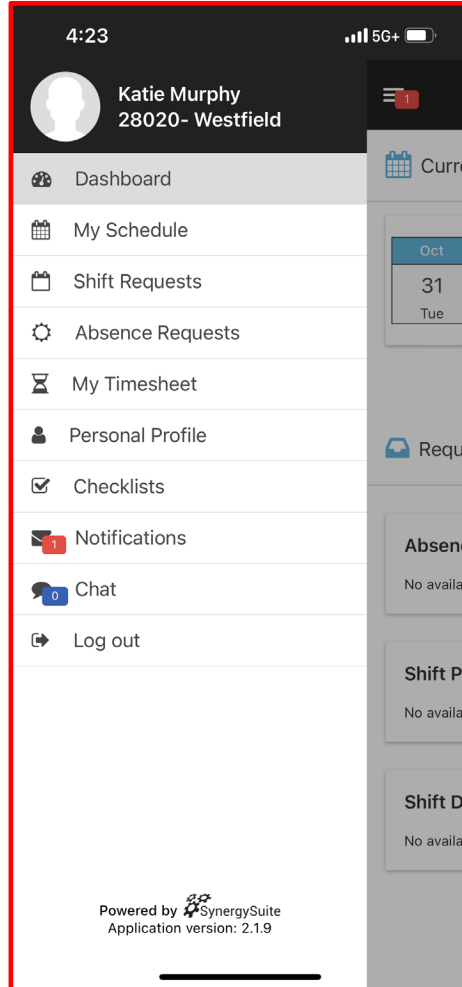 4:23
5G+
Katie Murphy
28020- Westfield
Dashboard
My Schedule
Shift Requests
Absence Requests
My Timesheet
Personal Profile
Checklists
1
Notifications
0
Chat
Log out
Powered by SynergySuite
Application version: 2.1.9
1
Curre
Oct
31
Tue
Requ
Absenc
No availa
Shift P
No availa
Shift D
No availa